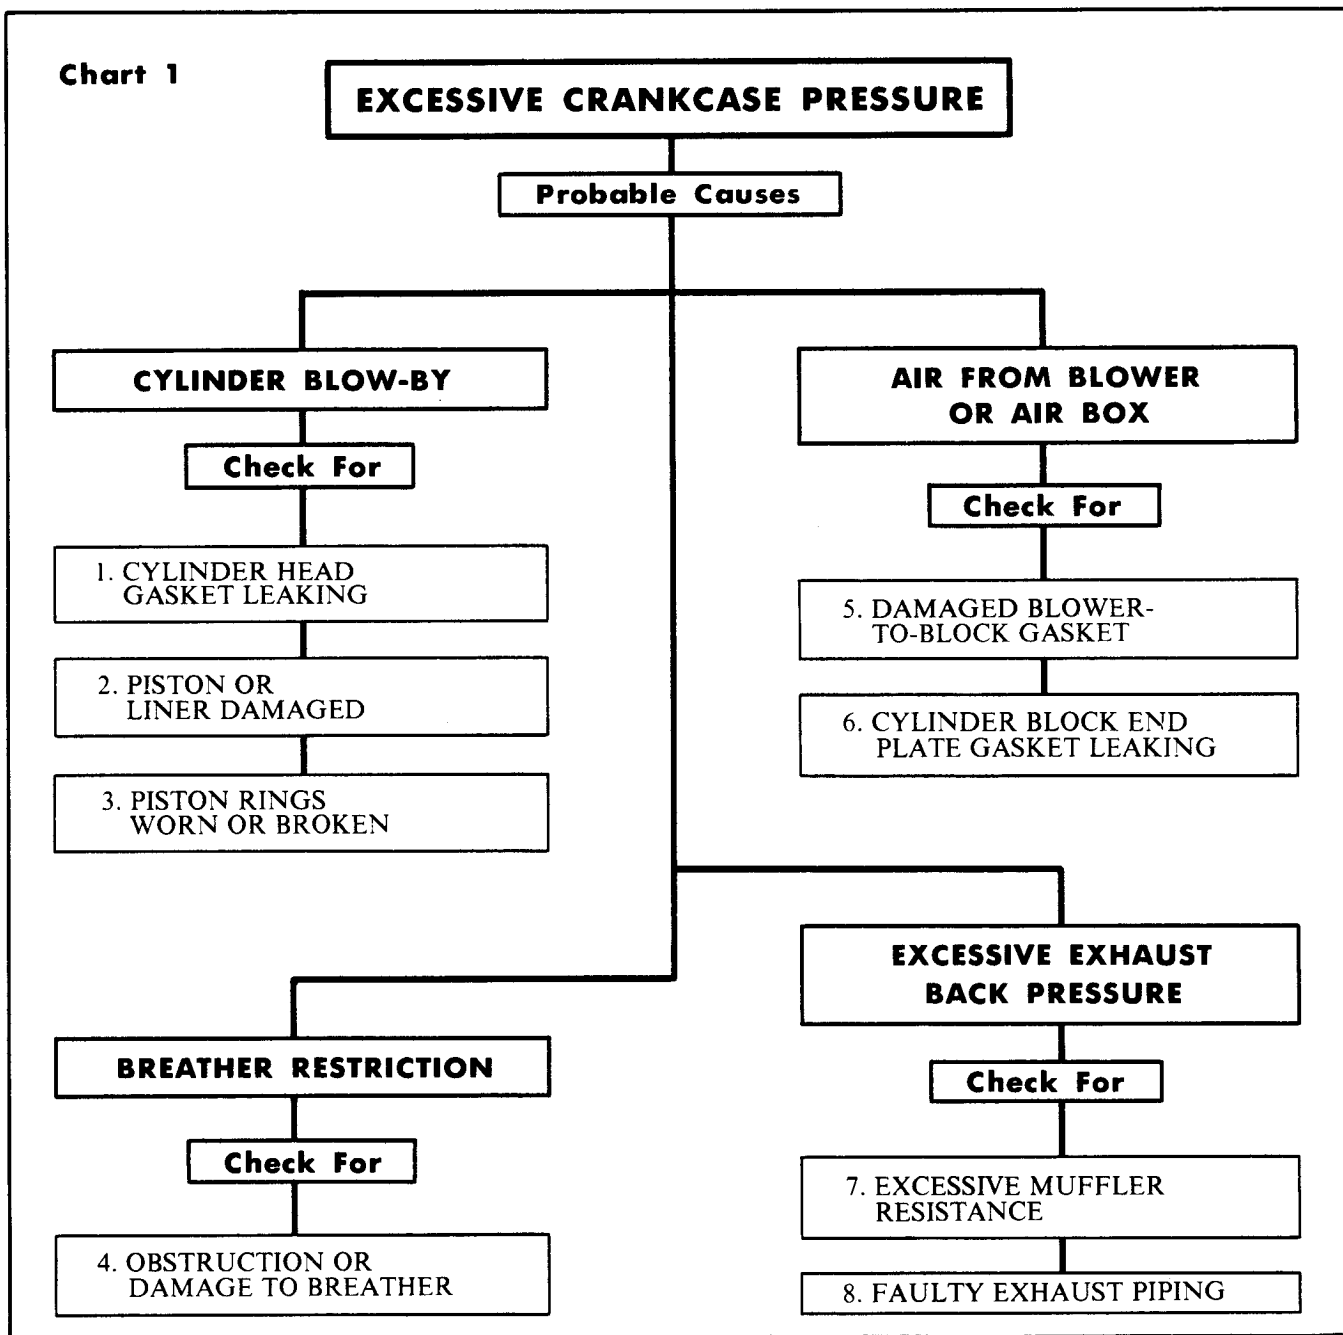 Chart 1
EXCESSIVE CRANKCASE PRESSURE
Probable Causes
CYLINDER BLOW-BY
Check For
1. CYLINDER HEAD
GASKET LEAKING
2. PISTON OR
LINER DAMAGED
3. PISTON RINGS
WORN OR BROKEN
AIR FROM BLOWER
OR AIR BOX
Check For
5. DAMAGED BLOWER-
TO-BLOCK GASKET
6. CYLINDER BLOCK END
PLATE GASKET LEAKING
BREATHER RESTRICTION
Check For
4. OBSTRUCTION OR
DAMAGE TO BREATHER
EXCESSIVE EXHAUST
BACK PRESSURE
Check For
7. EXCESSIVE MUFFLER
RESISTANCE
8. FAULTY EXHAUST PIPING